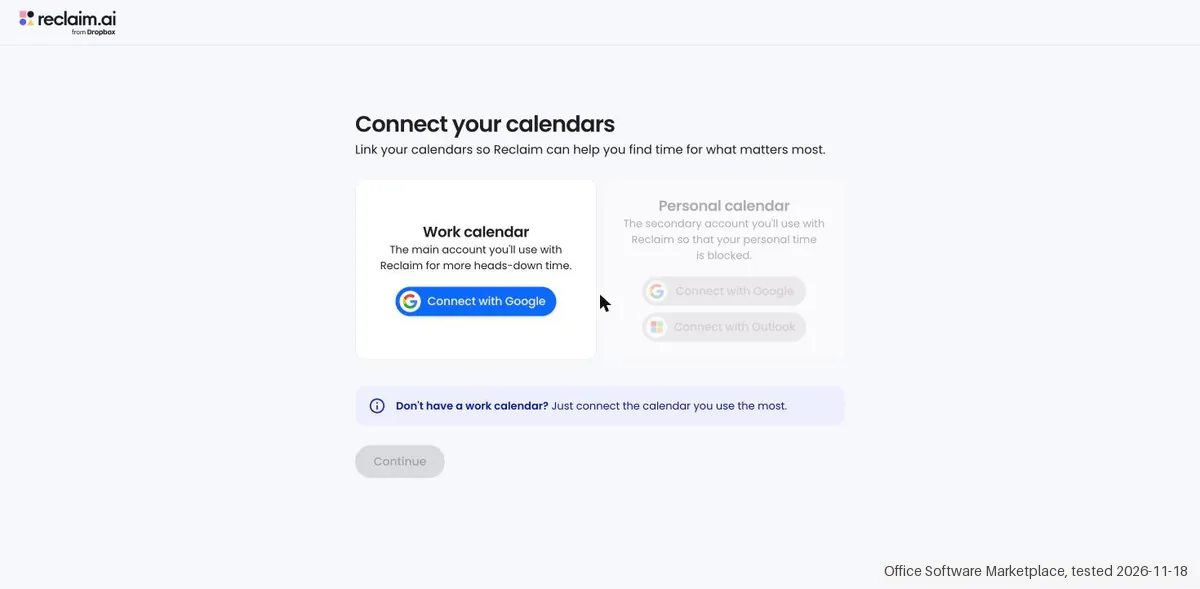 reclaim.ai
from Dropbox
Connect your calendars
Link your calendars so Reclaim can help you find time for what matters most.
Work calendar
The main account you'll use with
Reclaim for more heads-down time.
Connect with Google
Personal calendar
The secondary account you'll use with
Reclaim so that your personal time
is blocked.
Connect with Google
Connect with Outlook
Don't have a work calendar? Just connect the calendar you use the most.
Continue
Office Software Marketplace, tested 2026-11-18